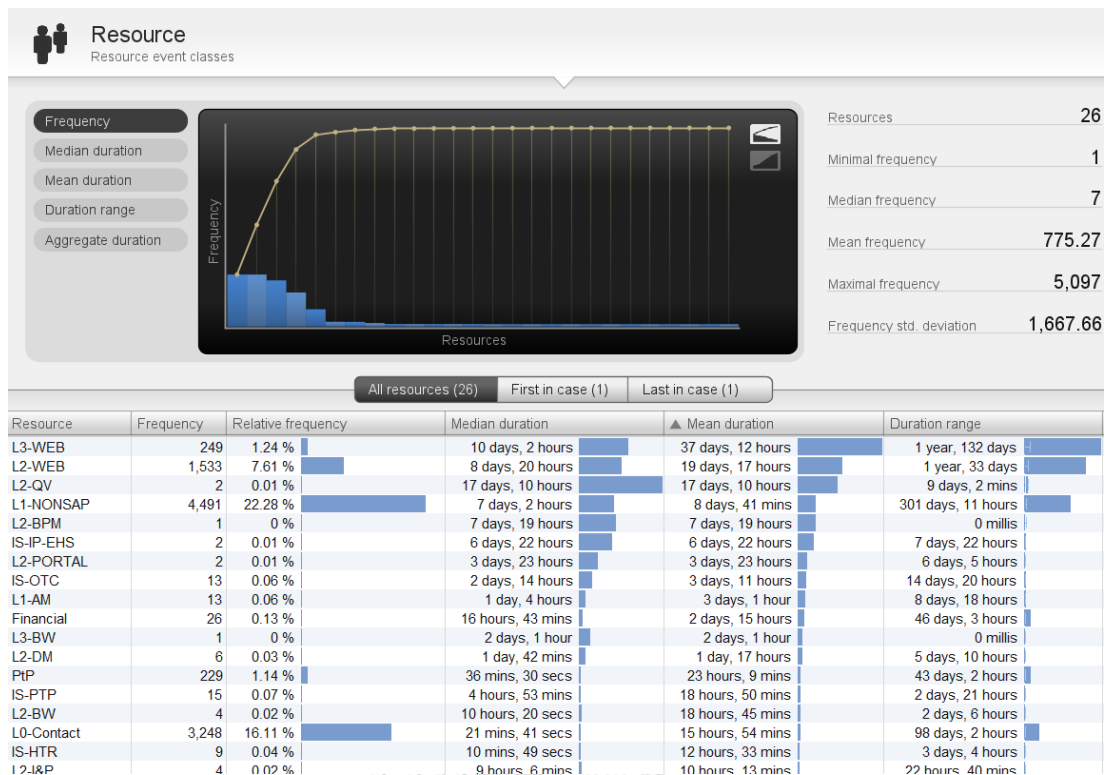 Resource
Resource event classes
Frequency
Median duration
Mean duration
Duration range
Aggregate duration
Frequency
Resources
Resources 26
Minimal frequency 1
Median frequency 7
Mean frequency 775.27
Maximal frequency 5,097
Frequency std. deviation 1,667.66
All resources (26) First in case (1) Last in case (1)
Resource Frequency Relative frequency Median duration ▲ Mean duration Duration range
L3-WEB 249 1.24 % 10 days, 2 hours 37 days, 12 hours 1 year, 132 days
L2-WEB 1,533 7.61 % 8 days, 20 hours 19 days, 17 hours 1 year, 33 days
L2-QV 2 0.01 % 17 days, 10 hours 17 days, 10 hours 9 days, 2 mins
L1-NONSAP 4,491 22.28 % 7 days, 2 hours 8 days, 41 mins 301 days, 11 hours
L2-BPM 1 0 % 7 days, 19 hours 7 days, 19 hours 0 millis
IS-IP-EHS 2 0.01 % 6 days, 22 hours 6 days, 22 hours 7 days, 22 hours
L2-PORTAL 2 0.01 % 3 days, 23 hours 3 days, 23 hours 6 days, 5 hours
IS-OTC 13 0.06 % 2 days, 14 hours 3 days, 11 hours 14 days, 20 hours
L1-AM 13 0.06 % 1 day, 4 hours 3 days, 1 hour 8 days, 18 hours
Financial 26 0.13 % 16 hours, 43 mins 2 days, 15 hours 46 days, 3 hours
L3-BW 1 0 % 2 days, 1 hour 2 days, 1 hour 0 millis
L2-DM 6 0.03 % 1 day, 42 mins 1 day, 17 hours 5 days, 10 hours
PtP 229 1.14 % 36 mins, 30 secs 23 hours, 9 mins 43 days, 2 hours
IS-PTP 15 0.07 % 4 hours, 53 mins 18 hours, 50 mins 2 days, 21 hours
L2-BW 4 0.02 % 10 hours, 20 secs 18 hours, 45 mins 2 days, 6 hours
L0-Contact 3,248 16.11 % 21 mins, 41 secs 15 hours, 54 mins 98 days, 2 hours
IS-HTR 9 0.04 % 10 mins, 49 secs 12 hours, 33 mins 3 days, 4 hours
L2-I&P 4 0.02 % 9 hours, 6 mins 10 hours, 13 mins 22 hours, 40 mins